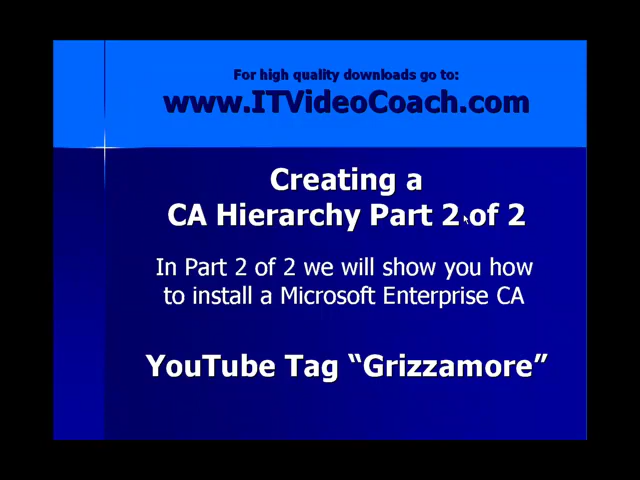 For high quality downloads go to:
www.ITVideoCoach.com
Creating a
CA Hierarchy Part 2 of 2
In Part 2 of 2 we will show you how
to install a Microsoft Enterprise CA
YouTube Tag “Grizzamore”